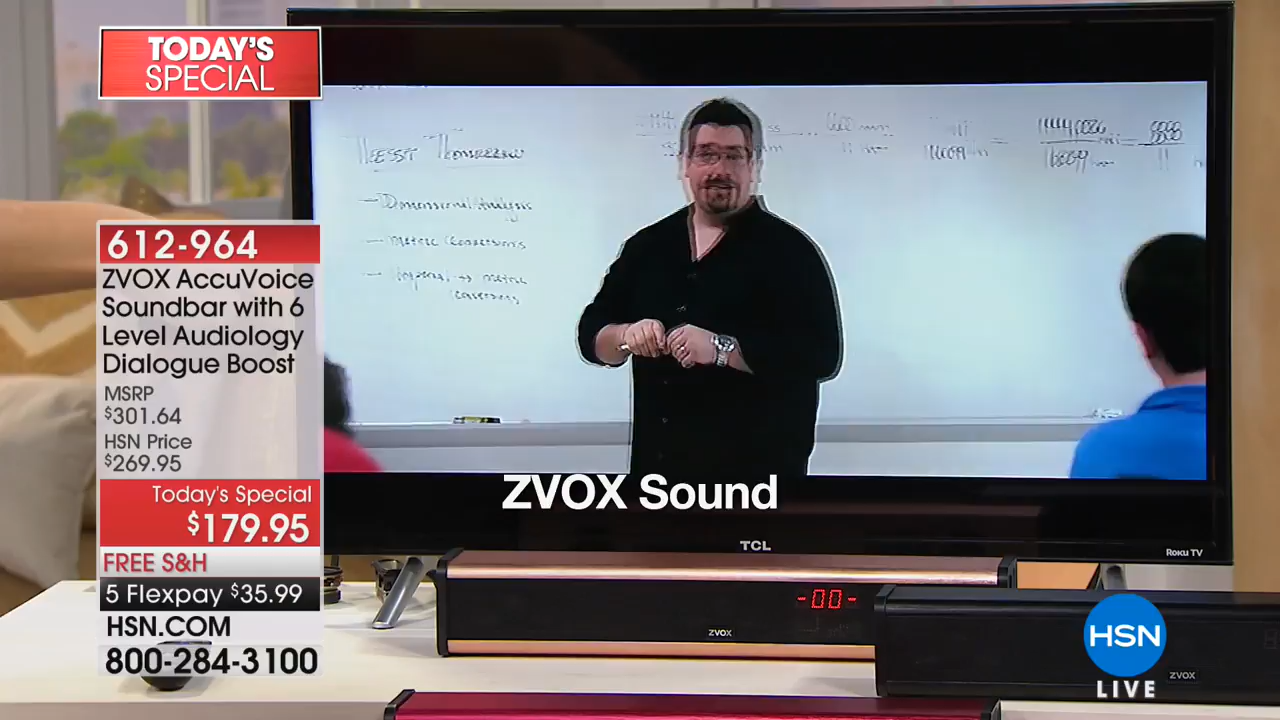 TODAY'S
SPECIAL
612-964
ZVOX AccuVoice
Soundbar with 6
Level Audiology
Dialogue Boost
MSRP
$301.64
HSN Price
$269.95
Today's Special
$179.95
FREE S&H
5 Flexpay $35.99
HSN.COM
800-284-3100
Dimensional Analysis
ZVOX Sound
TCL
Roku TV
-00-
ZVOX
ZVOX
HSN
LIVE